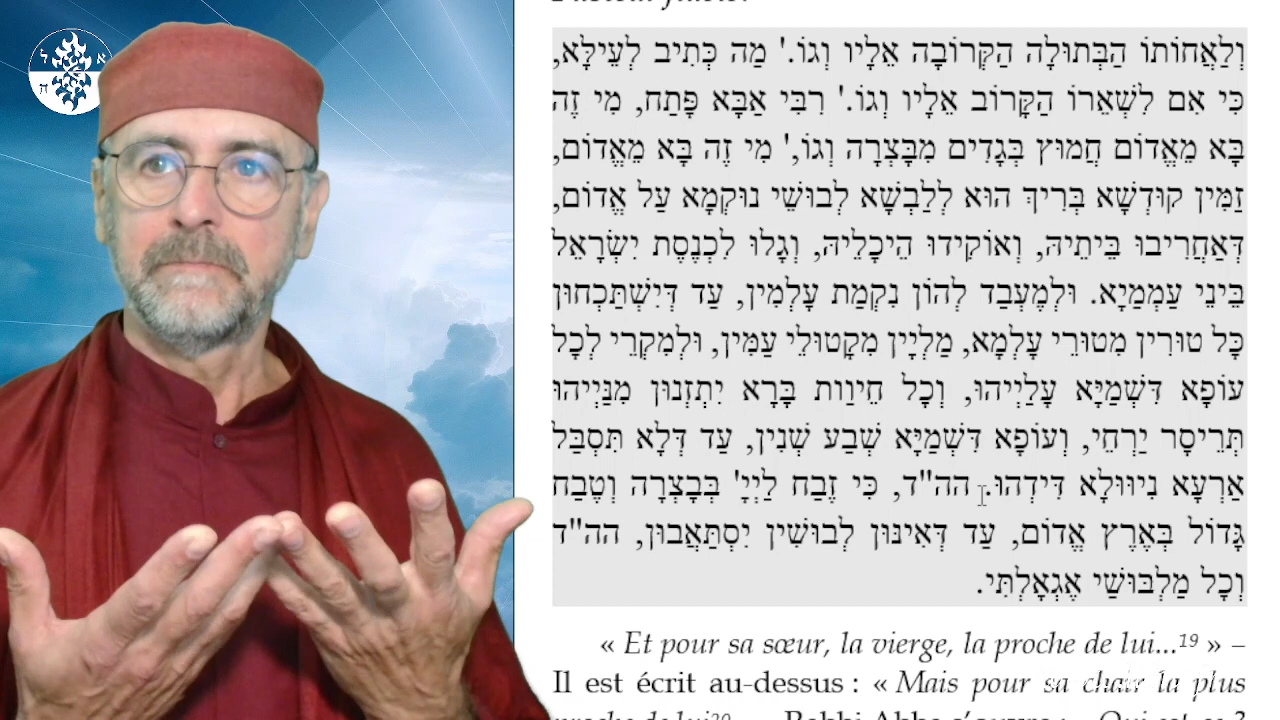 וְלַאֲחוֹתוֹ הַבְּתוּלָה הַקְּרוֹבָה אֵלָיו וְגוֹ.' מַה כְּתִיב לְעֵילָּא,
כִּי אִם לִשְׁאֵרוֹ הַקָּרוֹב אֵלָיו וְגוֹ.' רִבִּי אַבָּא פָּתַח, מִי זֶה
בָּא מֵאֱדוֹם חֲמוּץ בְּגָדִים מִבָּצְרָה וְגוֹ,' מִי זֶה בָּא מֵאֱדוֹם,
זַמִּין קוּדְשָׁא בְּרִיךְ הוּא לְלַבְשָׁא לְבוּשֵׁי נוּקְמָא עַל אֱדוֹם,
דְּאַחֲרִיבוּ בֵּיתֵיהּ, וְאוֹקִידוּ הֵיכָלֵיהּ, וְגָלוּ לִכְנֶסֶת יִשְׂרָאֵל
בֵּינֵי עַמְמַיָא. וּלְמֶעְבַּד לְהוֹן נִקְמַת עָלְמִין, עַד דְּיִשְׁתַּכְחוּן
כָּל טוּרִין מִטוּרֵי עָלְמָא, מַלְיָין מִקְּטוּלֵי עַמִּין, וּלְמִקְרֵי לְכָל
עוֹפָא דִּשְׁמַיָּא עָלַיְיהוּ, וְכָל חֵיוַות בָּרָא יִתְזְנוּן מִנַּיְיהוּ
תְּרֵיסָר יַרְחֵי, וְעוֹפָא דִּשְׁמַיָּא שְׁבַע שְׁנִין, עַד דְּלָא תִּסְבַּל
אַרְעָא נִיוּוּלָא דִּידְהוּ. הה"ד, כִּי זֶבַח לַיְיָ' בְּבָצְרָה וְטֶבַח
גָּדוֹל בְּאֶרֶץ אֱדוֹם, עַד דְּאִינּוּן לְבוּשִׁין יִסְתַּאֲבוּן, הה"ד
וְכָל מַלְבּוּשַׁי אֶגְאָלְתִּי.
« Et pour sa sœur, la vierge, la proche de lui...19 » –
Il est écrit au-dessus : « Mais pour sa chair la plus